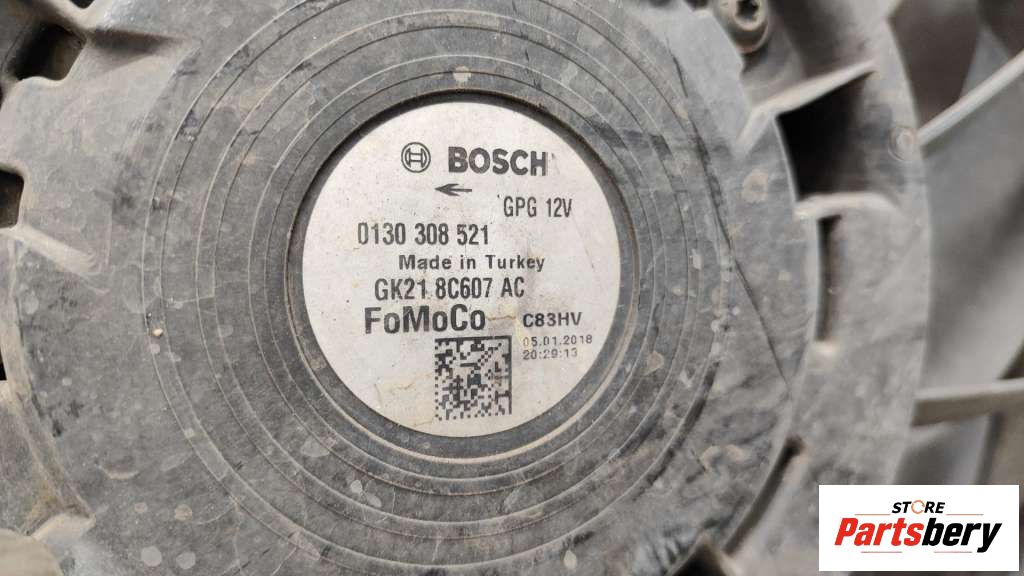 BOSCH
GPG 12V
0130 308 521
Made in Turkey
GK21 8C607 AC
FoMoCo C83HV
05.01.2018
20:29:13
STORE
Partsbery